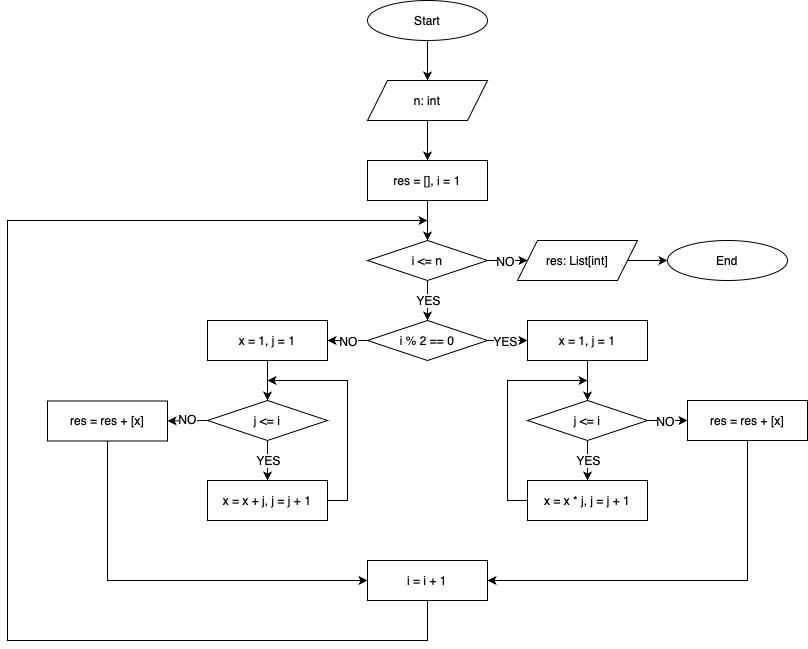 Start
n: int
res = [], i = 1
i <= n
NO
res: List[int]
End
YES
x = 1, j = 1
NO
i % 2 == 0
YES
x = 1, j = 1
res = res + [x]
NO
j <= i
j <= i
NO
res = res + [x]
YES
YES
x = x + j, j = j + 1
x = x * j, j = j + 1
i = i + 1